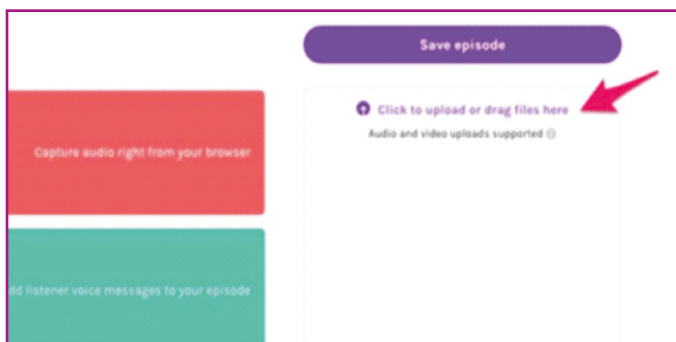 Save episode
Click to upload or drag files here
Audio and video uploads supported
Capture audio right from your browser
dd listener voice messages to your episode